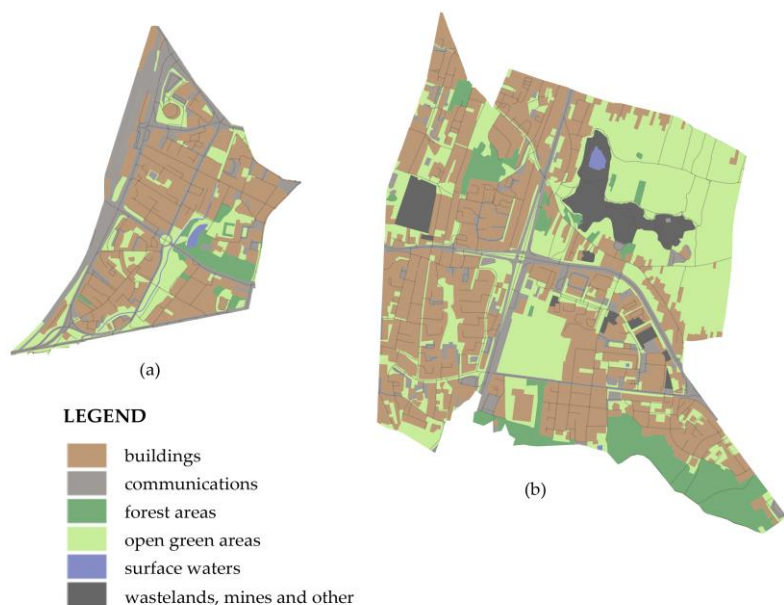 (a)
(b)
LEGEND
buildings
communications
forest areas
open green areas
surface waters
wastelands, mines and other